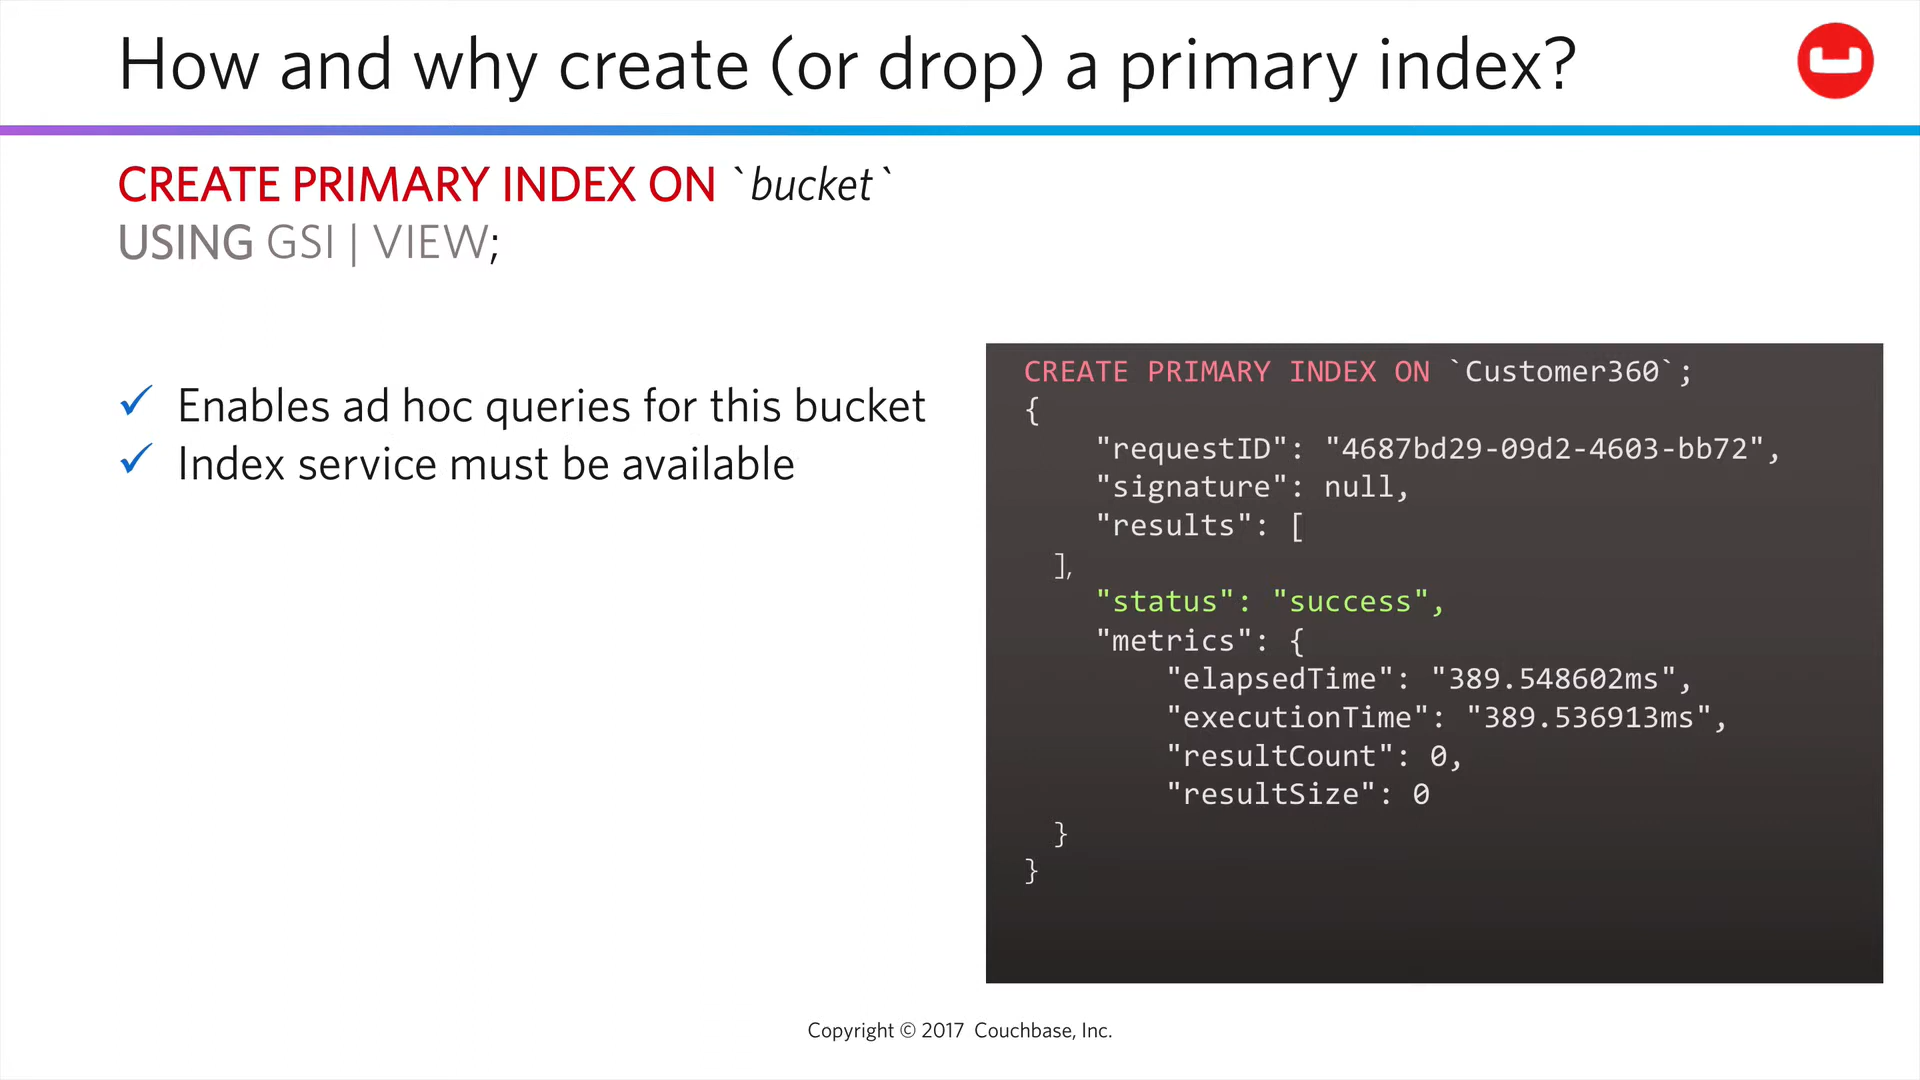 How and why create (or drop) a primary index?
CREATE PRIMARY INDEX ON `bucket`
USING GSI | VIEW;
✓ Enables ad hoc queries for this bucket
✓ Index service must be available
CREATE PRIMARY INDEX ON `Customer360`;
{
"requestID": "4687bd29-09d2-4603-bb72",
"signature": null,
"results": [
],
"status": "success",
"metrics": {
"elapsedTime": "389.548602ms",
"executionTime": "389.536913ms",
"resultCount": 0,
"resultSize": 0
}
}
Copyright © 2017 Couchbase, Inc.